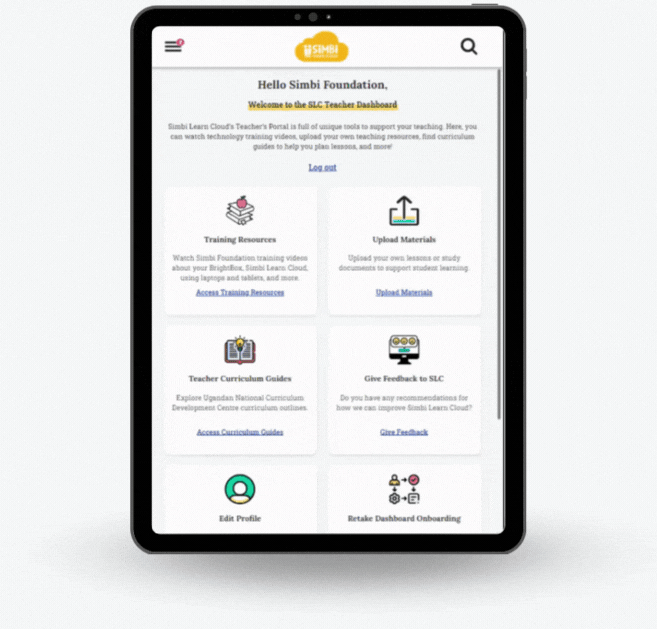 SIMBI
Hello Simbi Foundation,
Welcome to the SLC Teacher Dashboard
Simbi Learn Cloud's Teacher's Portal is full of unique tools to support your teaching. Here, you
can watch technology training videos, upload your own teaching resources, find curriculum
guides to help you plan lessons, and more!
Log out
Training Resources
Watch Simbi Foundation training videos
about your BrightBox, Simbi Learn Cloud,
using laptops and tablets, and more.
Access Training Resources
Upload Materials
Upload your own lessons or study
documents to support student learning.
Upload Materials
Teacher Curriculum Guides
Explore Ugandan National Curriculum
Development Centre curriculum outlines.
Access Curriculum Guides
Give Feedback to SLC
Do you have any recommendations for
how we can improve Simbi Learn Cloud?
Give Feedback
Edit Profile
Retake Dashboard Onboarding